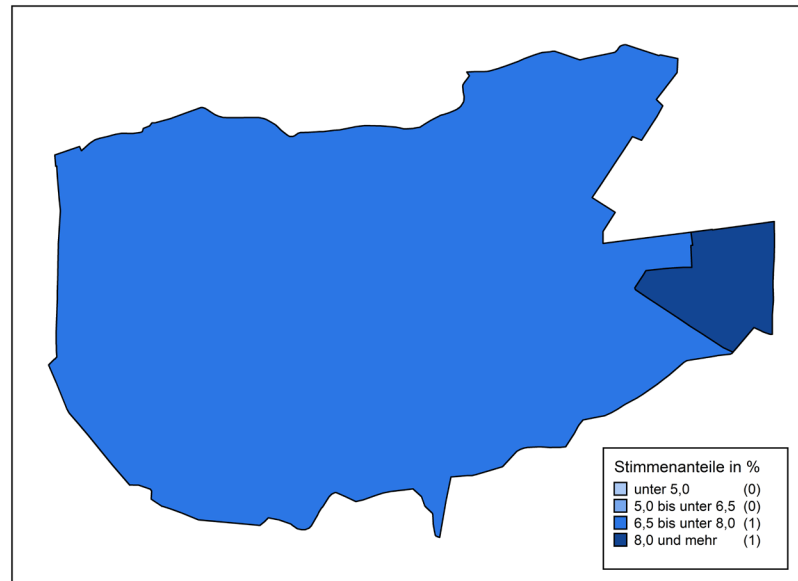 Stimmenanteile in %
unter 5,0 (0)
5,0 bis unter 6,5 (0)
6,5 bis unter 8,0 (1)
8,0 und mehr (1)